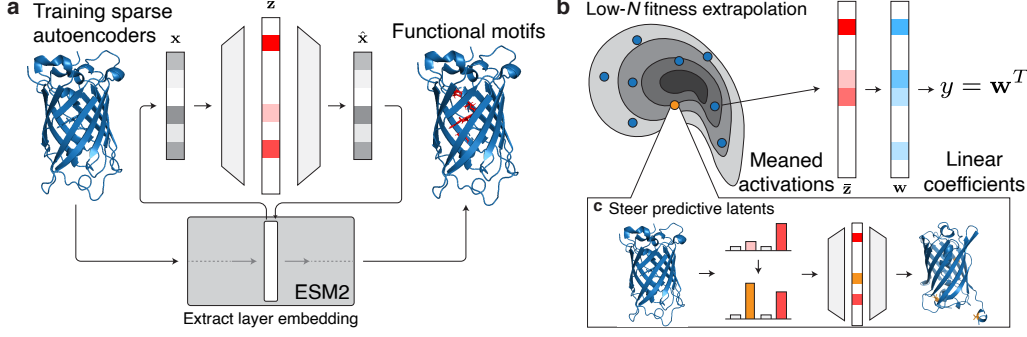 a
Training sparse
autoencoders
x
z
x̂
Functional motifs
ESM2
Extract layer embedding
b
Low-N fitness extrapolation
y = w^T
Meaned
activations
z̄
w
Linear
coefficients
c Steer predictive latents